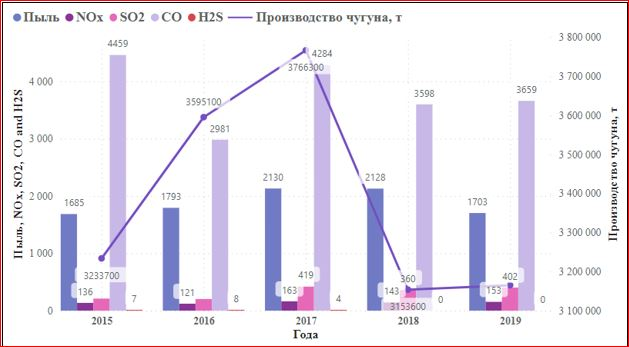 Пыль NOx SO2 CO H2S Производство чугуна, т
Пыль, NOx, SO2, CO and H2S
4 000
3 000
2 000
1 000
0
1685
136
4459
7
3233700
1793
121
2981
8
3595100
2130
163
419
4284
4
3766300
2128
143
360
3598
0
3153600
1703
153
402
3659
0
3 800 000
3 700 000
3 600 000
3 500 000
3 400 000
3 300 000
3 200 000
3 100 000
Производство чугуна, т
2015 2016 2017 2018 2019
Года